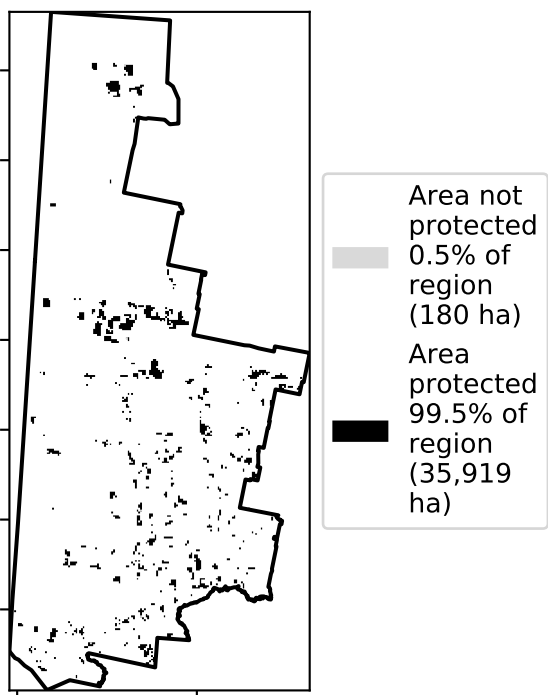 Area not
protected
0.5% of
region
(180 ha)
Area
protected
99.5% of
region
(35,919
ha)